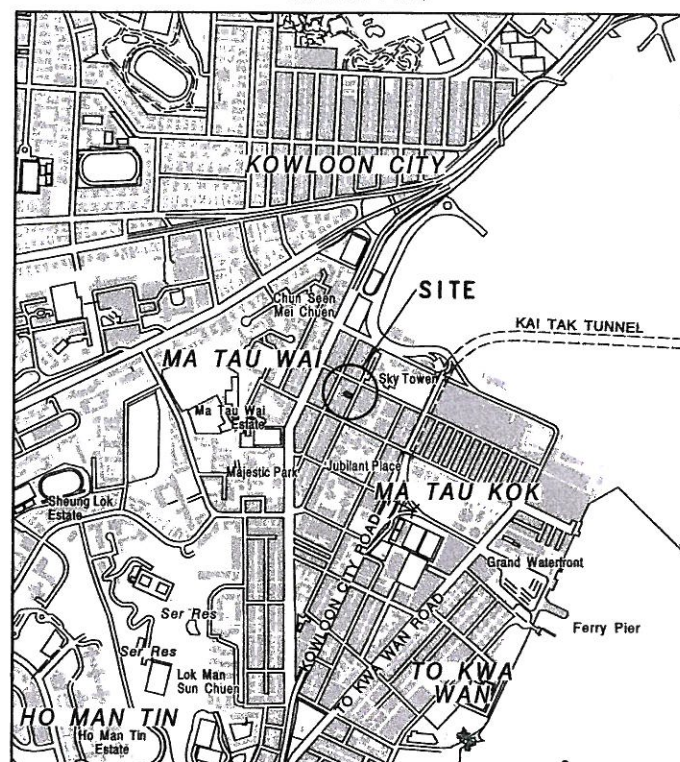 KOWLOON CITY
SITE
Chun Seen
Mei Chuen
KAI TAK TUNNEL
MA TAU WAI
Sky Tower
Ma Tau Wai
Estate
Majestic Park
Jubilant Place
MA TAU KOK
Sheung Lok
Estate
KOWLOON CITY ROAD
Grand Waterfront
Ser Res
TO KWA WAN ROAD
Ferry Pier
Ser Res
Lok Man
Sun Chuen
TO KWA
WAN
HO MAN TIN
Ho Man Tin
Estate